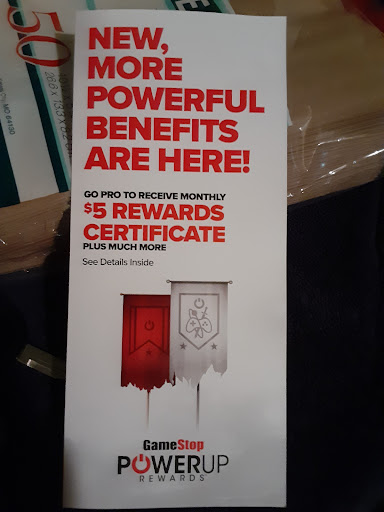 50
NEW,
MORE
POWERFUL
BENEFITS
ARE HERE!
GO PRO TO RECEIVE MONTHLY
$5 REWARDS
CERTIFICATE
PLUS MUCH MORE
See Details Inside
GameStop
POWERUP
REWARDS